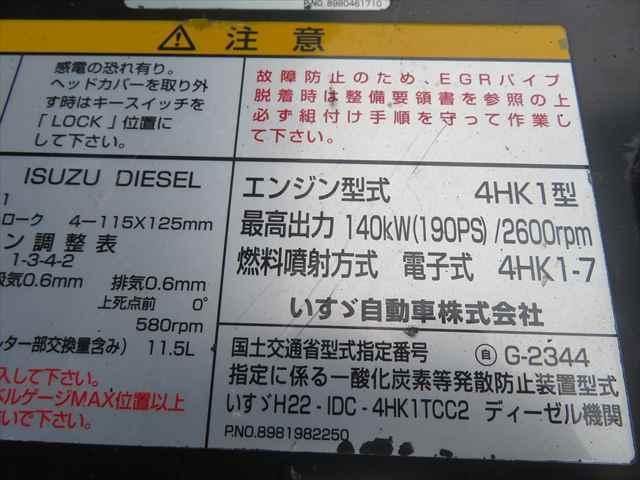 P.NO. 8980461710
注意
感電の恐れ有り。
ヘッドカバーを取り外
す時はキースイッチを
「LOCK」位置に
して下さい。
故障防止のため、EGRパイプ
脱着時は整備要領書を参照の上
必ず組付け手順を守って作業し
て下さい。
ISUZU DIESEL
1
ローク 4－115X125mm
ン調整表
1-3-4-2
吸気0.6mm 排気0.6mm
上死点前 0°
580rpm
ルター部交換量含み) 11.5L
入して下さい。
ベルゲージMAX位置以上
いで下さい。
エンジン型式 4HK1型
最高出力 140kW(190PS)/2600rpm
燃料噴射方式 電子式 4HK1-7
いすゞ自動車株式会社
国土交通省型式指定番号 自 G-2344
指定に係る一酸化炭素等発散防止装置型式
いすゞH22 - IDC - 4HK1TCC2 ディーゼル機関
P.NO. 8981982250